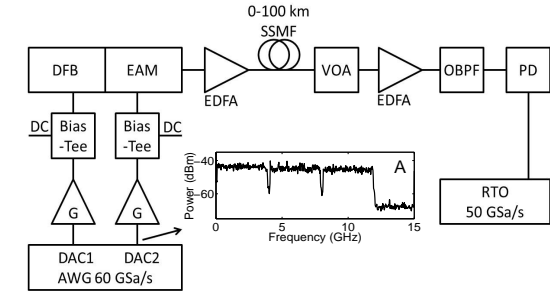 0-100 km
SSMF
DFB EAM
EDFA
VOA
EDFA
OBPF
PD
DC
Bias
-Tee
Bias
-Tee
DC
G
G
DAC1 DAC2
AWG 60 GSa/s
Power (dBm)
-40
-60
A
0 5 10 15
Frequency (GHz)
RTO
50 GSa/s